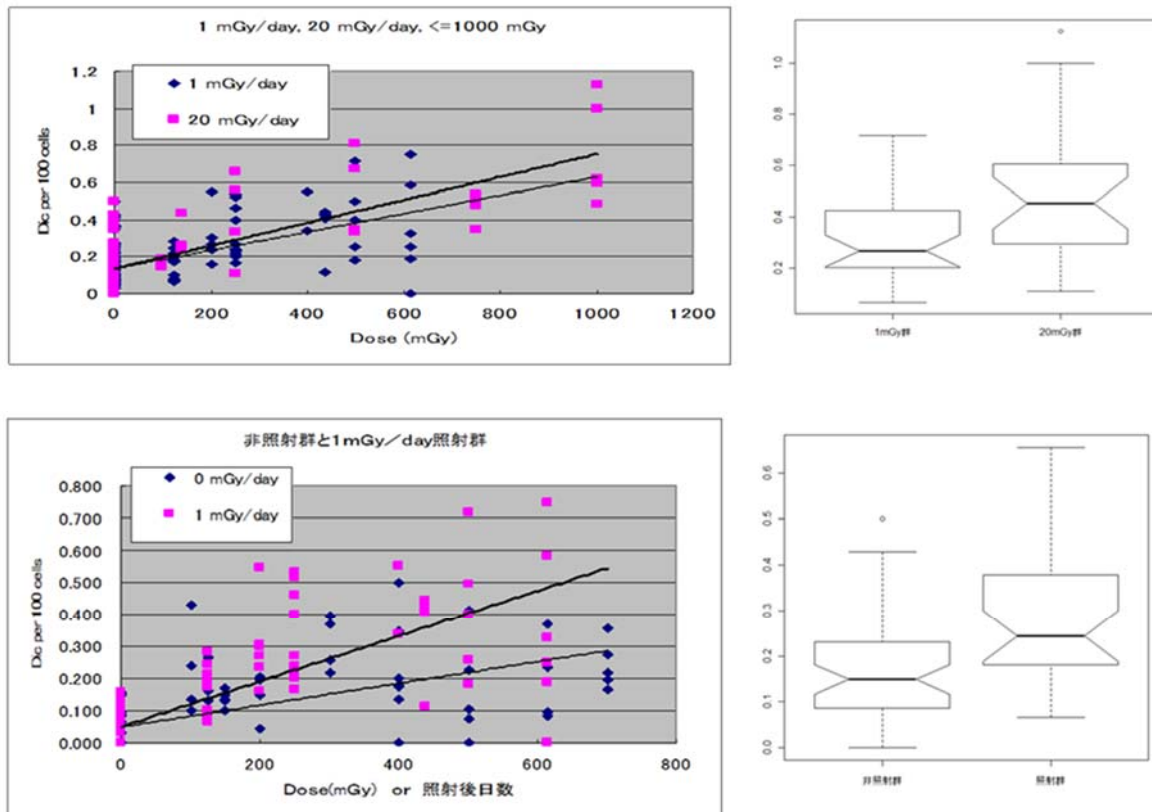 1 mGy/day, 20 mGy/day, <=1000 mGy
1 mGy/day
20 mGy/day
Dic per 100 cells
1.2
1
0.8
0.6
0.4
0.2
0
0 200 400 600 800 1000 1200
Dose (mGy)
1.0
0.8
0.6
0.4
0.2
1mGy群 20mGy群
非照射群と1mGy/day照射群
0 mGy/day
1 mGy/day
Dic per 100 cells
0.800
0.700
0.600
0.500
0.400
0.300
0.200
0.100
0.000
0 200 400 600 800
Dose(mGy) or 照射後日数
0.6
0.5
0.4
0.3
0.2
0.1
0.0
非照射群 照射群